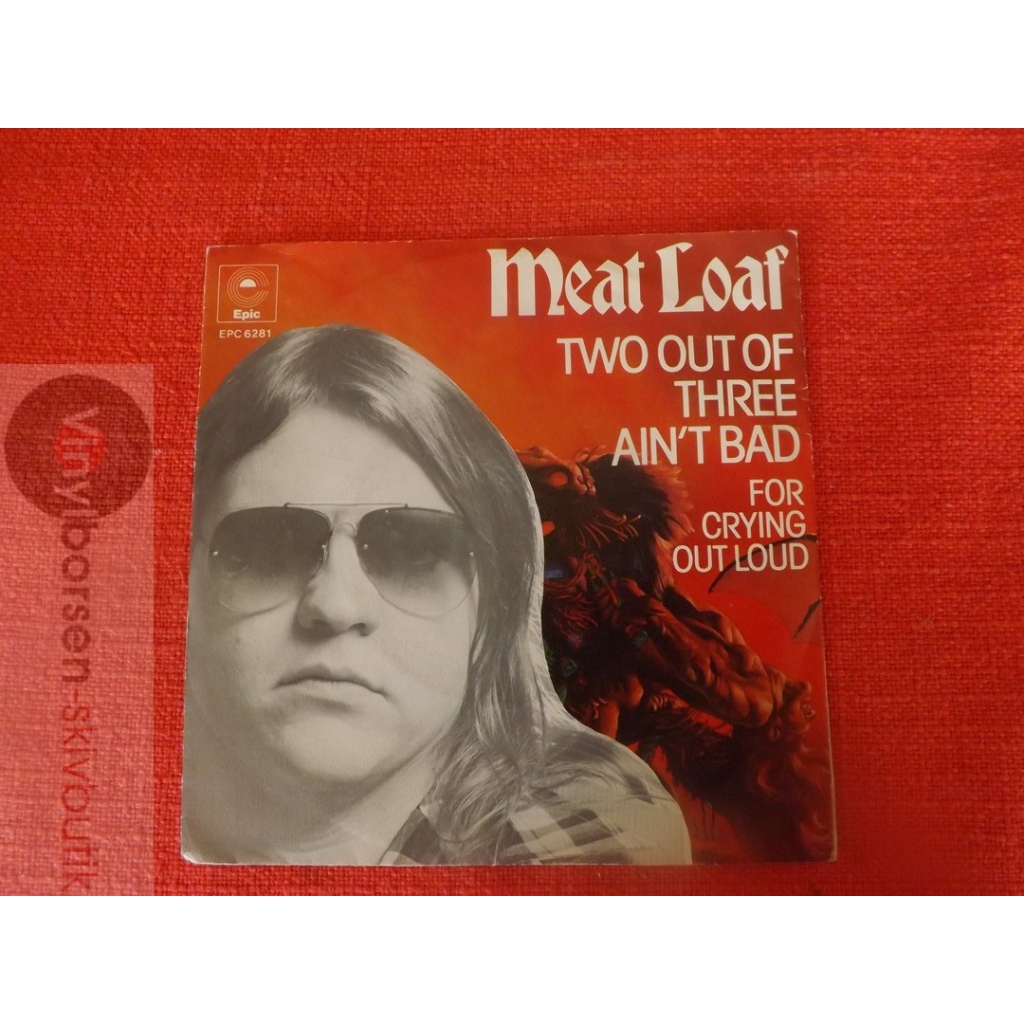 Epic
EPC 6281
Meat Loaf
TWO OUT OF
THREE
AIN'T BAD
FOR
CRYING
OUT LOUD
vinylborsen-skivbutik